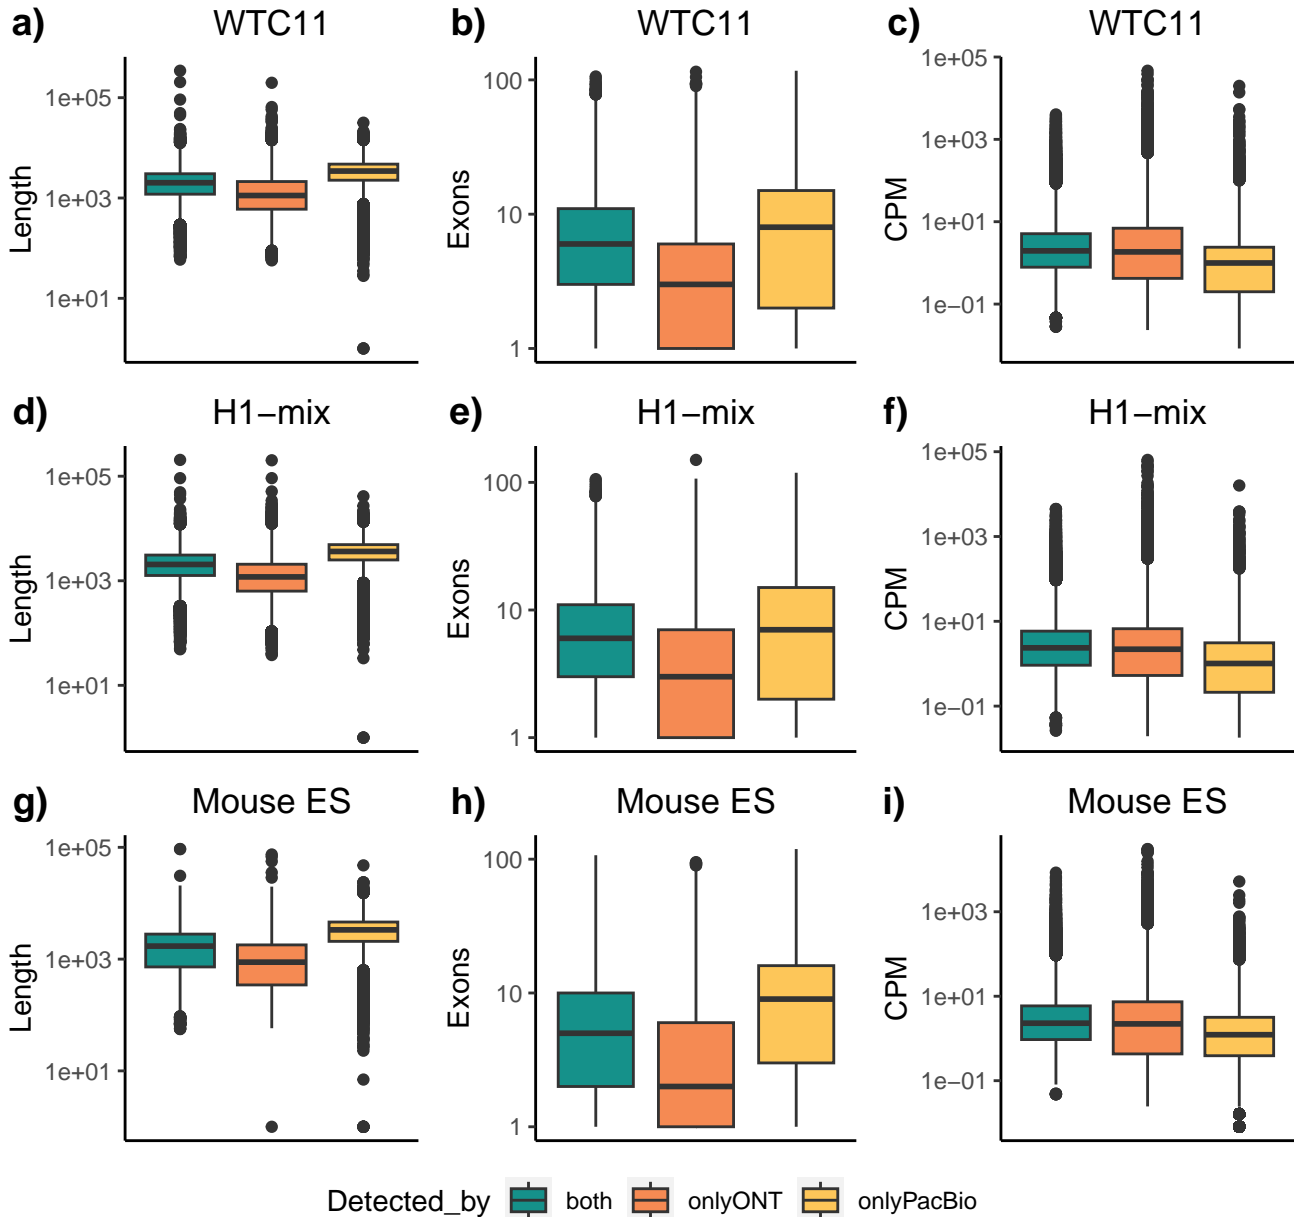 a) WTC11
Length
1e+05
1e+03
1e+01
b) WTC11
Exons
100
10
1
c) WTC11
CPM
1e+05
1e+03
1e+01
1e−01
d) H1−mix
Length
1e+05
1e+03
1e+01
e) H1−mix
Exons
100
10
1
f) H1−mix
CPM
1e+05
1e+03
1e+01
1e−01
g) Mouse ES
Length
1e+05
1e+03
1e+01
h) Mouse ES
Exons
100
10
1
i) Mouse ES
CPM
1e+03
1e+01
1e−01
Detected_by both onlyONT onlyPacBio